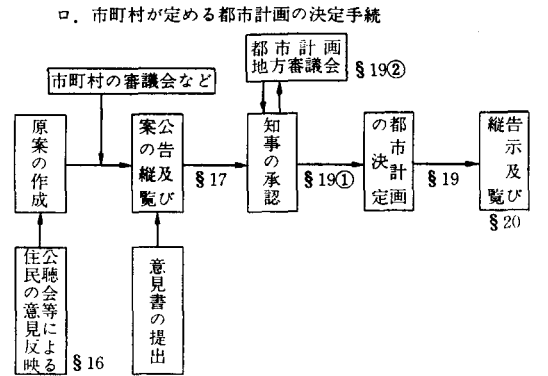 ロ．市町村が定める都市計画の決定手続
都市計画
地方審議会
§19②
市町村の審議会など
原案の作成
公告及び
案の縦覧
§17
知事の承認
§19①
都市計画
の決定
§19
告示及び
縦覧
§20
公聴会等による
住民の意見反映
§16
意見書の提出